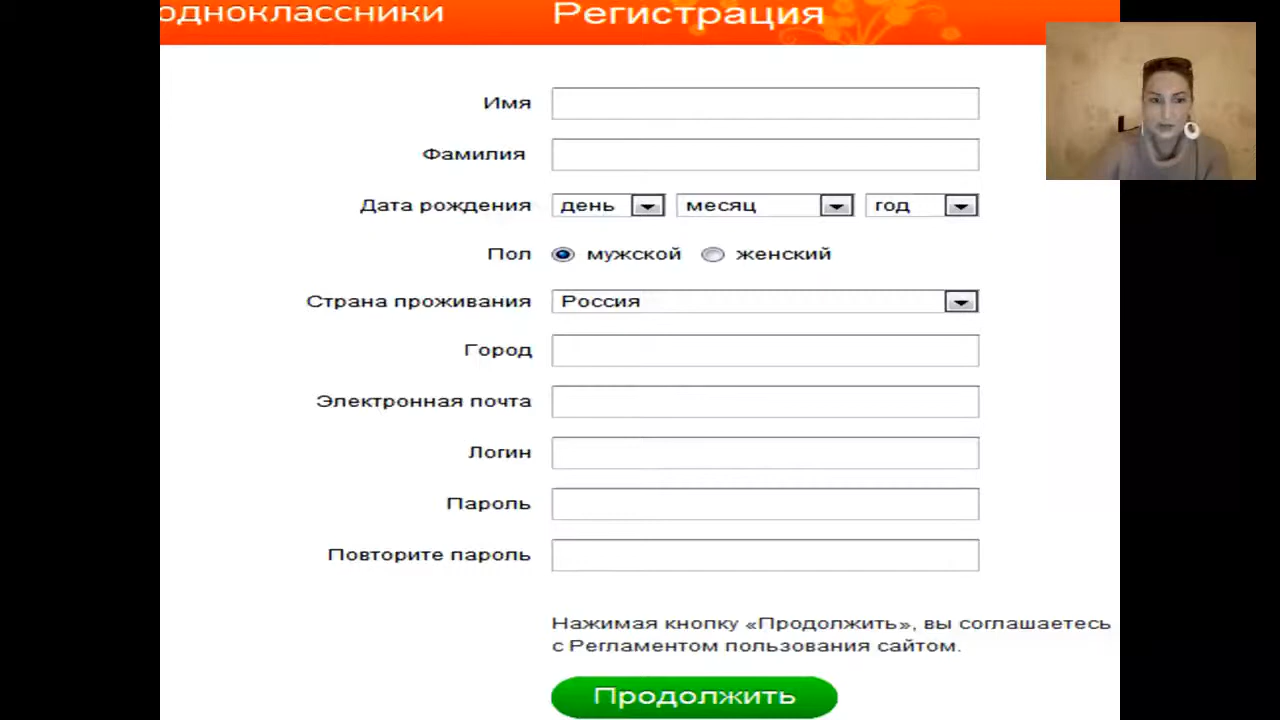 одноклассники Регистрация
Имя
Фамилия
Дата рождения день месяц год
Пол мужской женский
Страна проживания Россия
Город
Электронная почта
Логин
Пароль
Повторите пароль
Нажимая кнопку «Продолжить», вы соглашаетесь
с Регламентом пользования сайтом.
Продолжить